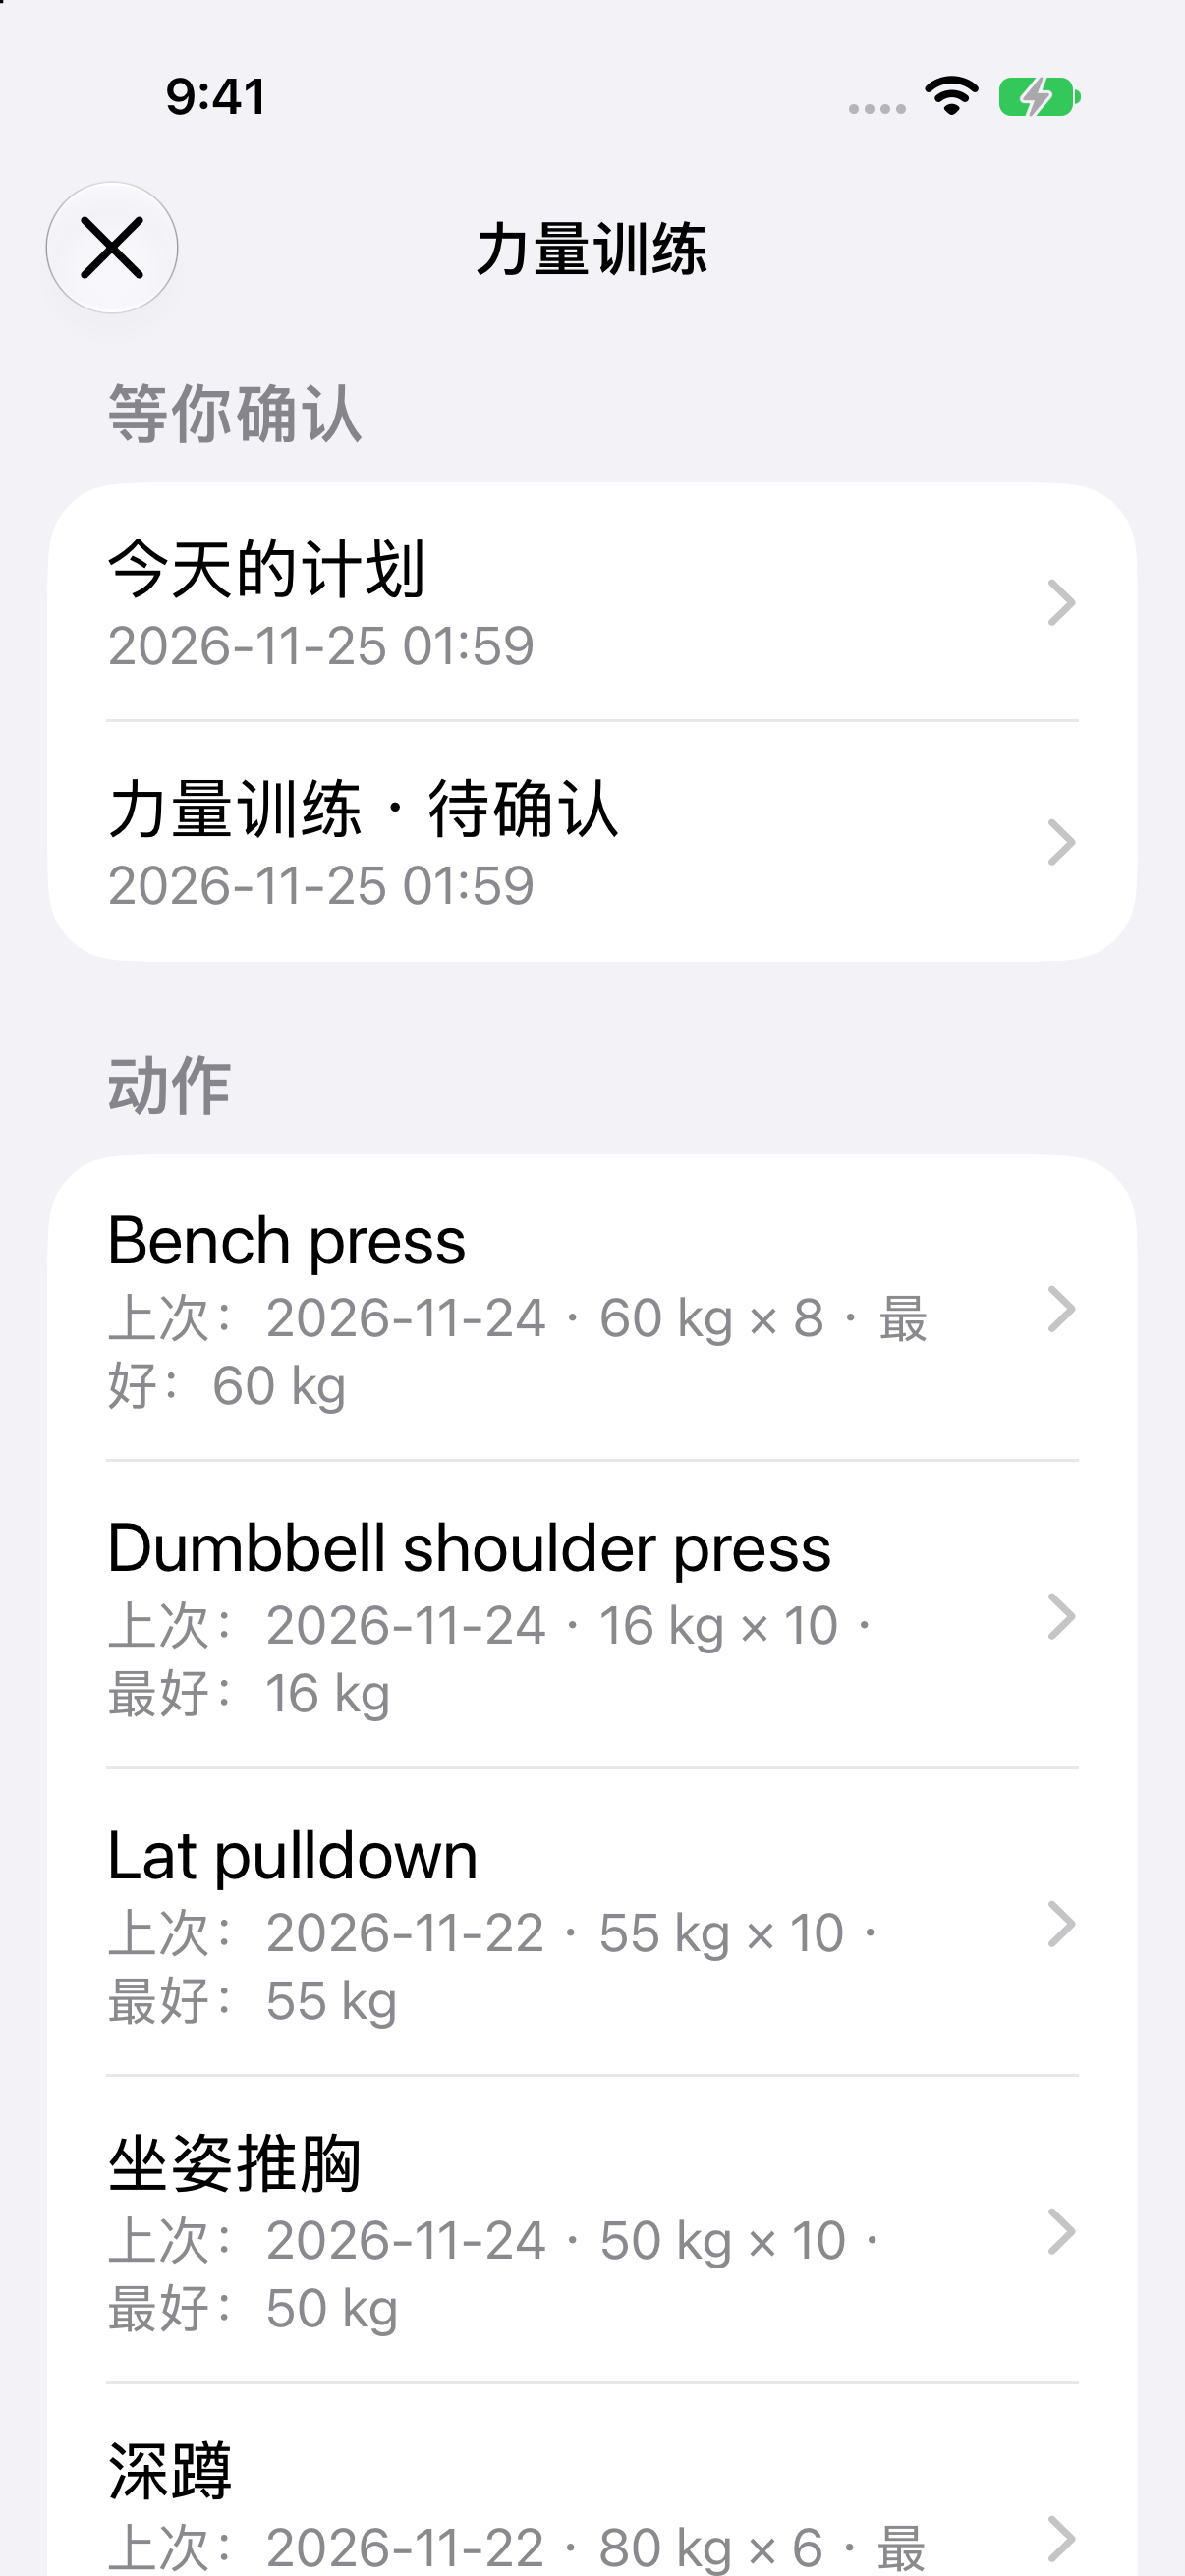 9:41
力量训练
等你确认
今天的计划
2026-11-25 01:59
力量训练 · 待确认
2026-11-25 01:59
动作
Bench press
上次：2026-11-24 · 60 kg × 8 · 最
好：60 kg
Dumbbell shoulder press
上次：2026-11-24 · 16 kg × 10 ·
最好：16 kg
Lat pulldown
上次：2026-11-22 · 55 kg × 10 ·
最好：55 kg
坐姿推胸
上次：2026-11-24 · 50 kg × 10 ·
最好：50 kg
深蹲
上次：2026-11-22 · 80 kg × 6 · 最